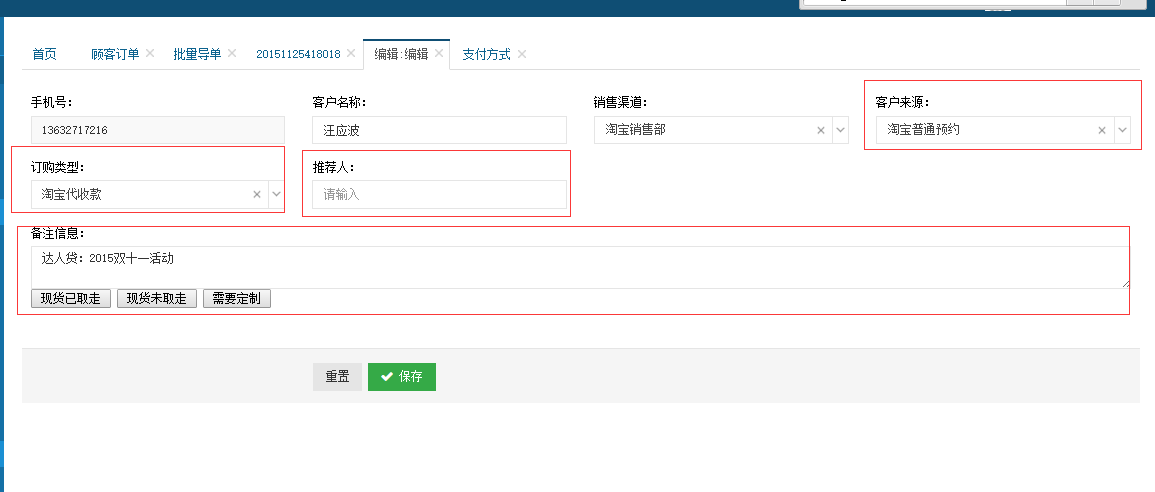 首页 顾客订单 批量导单 20151125418018 编辑:编辑 支付方式
手机号: 客户名称: 销售渠道: 客户来源:
13632717216 汪应波 淘宝销售部 淘宝普通预约
订购类型: 推荐人:
淘宝代收款 请输入
备注信息:
达人贷: 2015双十一活动
现货已取走 现货未取走 需要定制
重置 保存